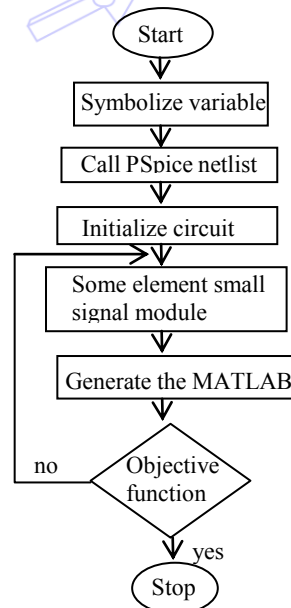 Start
Symbolize variable
Call PSpice netlist
Initialize circuit
Some element small
signal module
Generate the MATLAB
Objective
function
no
yes
Stop